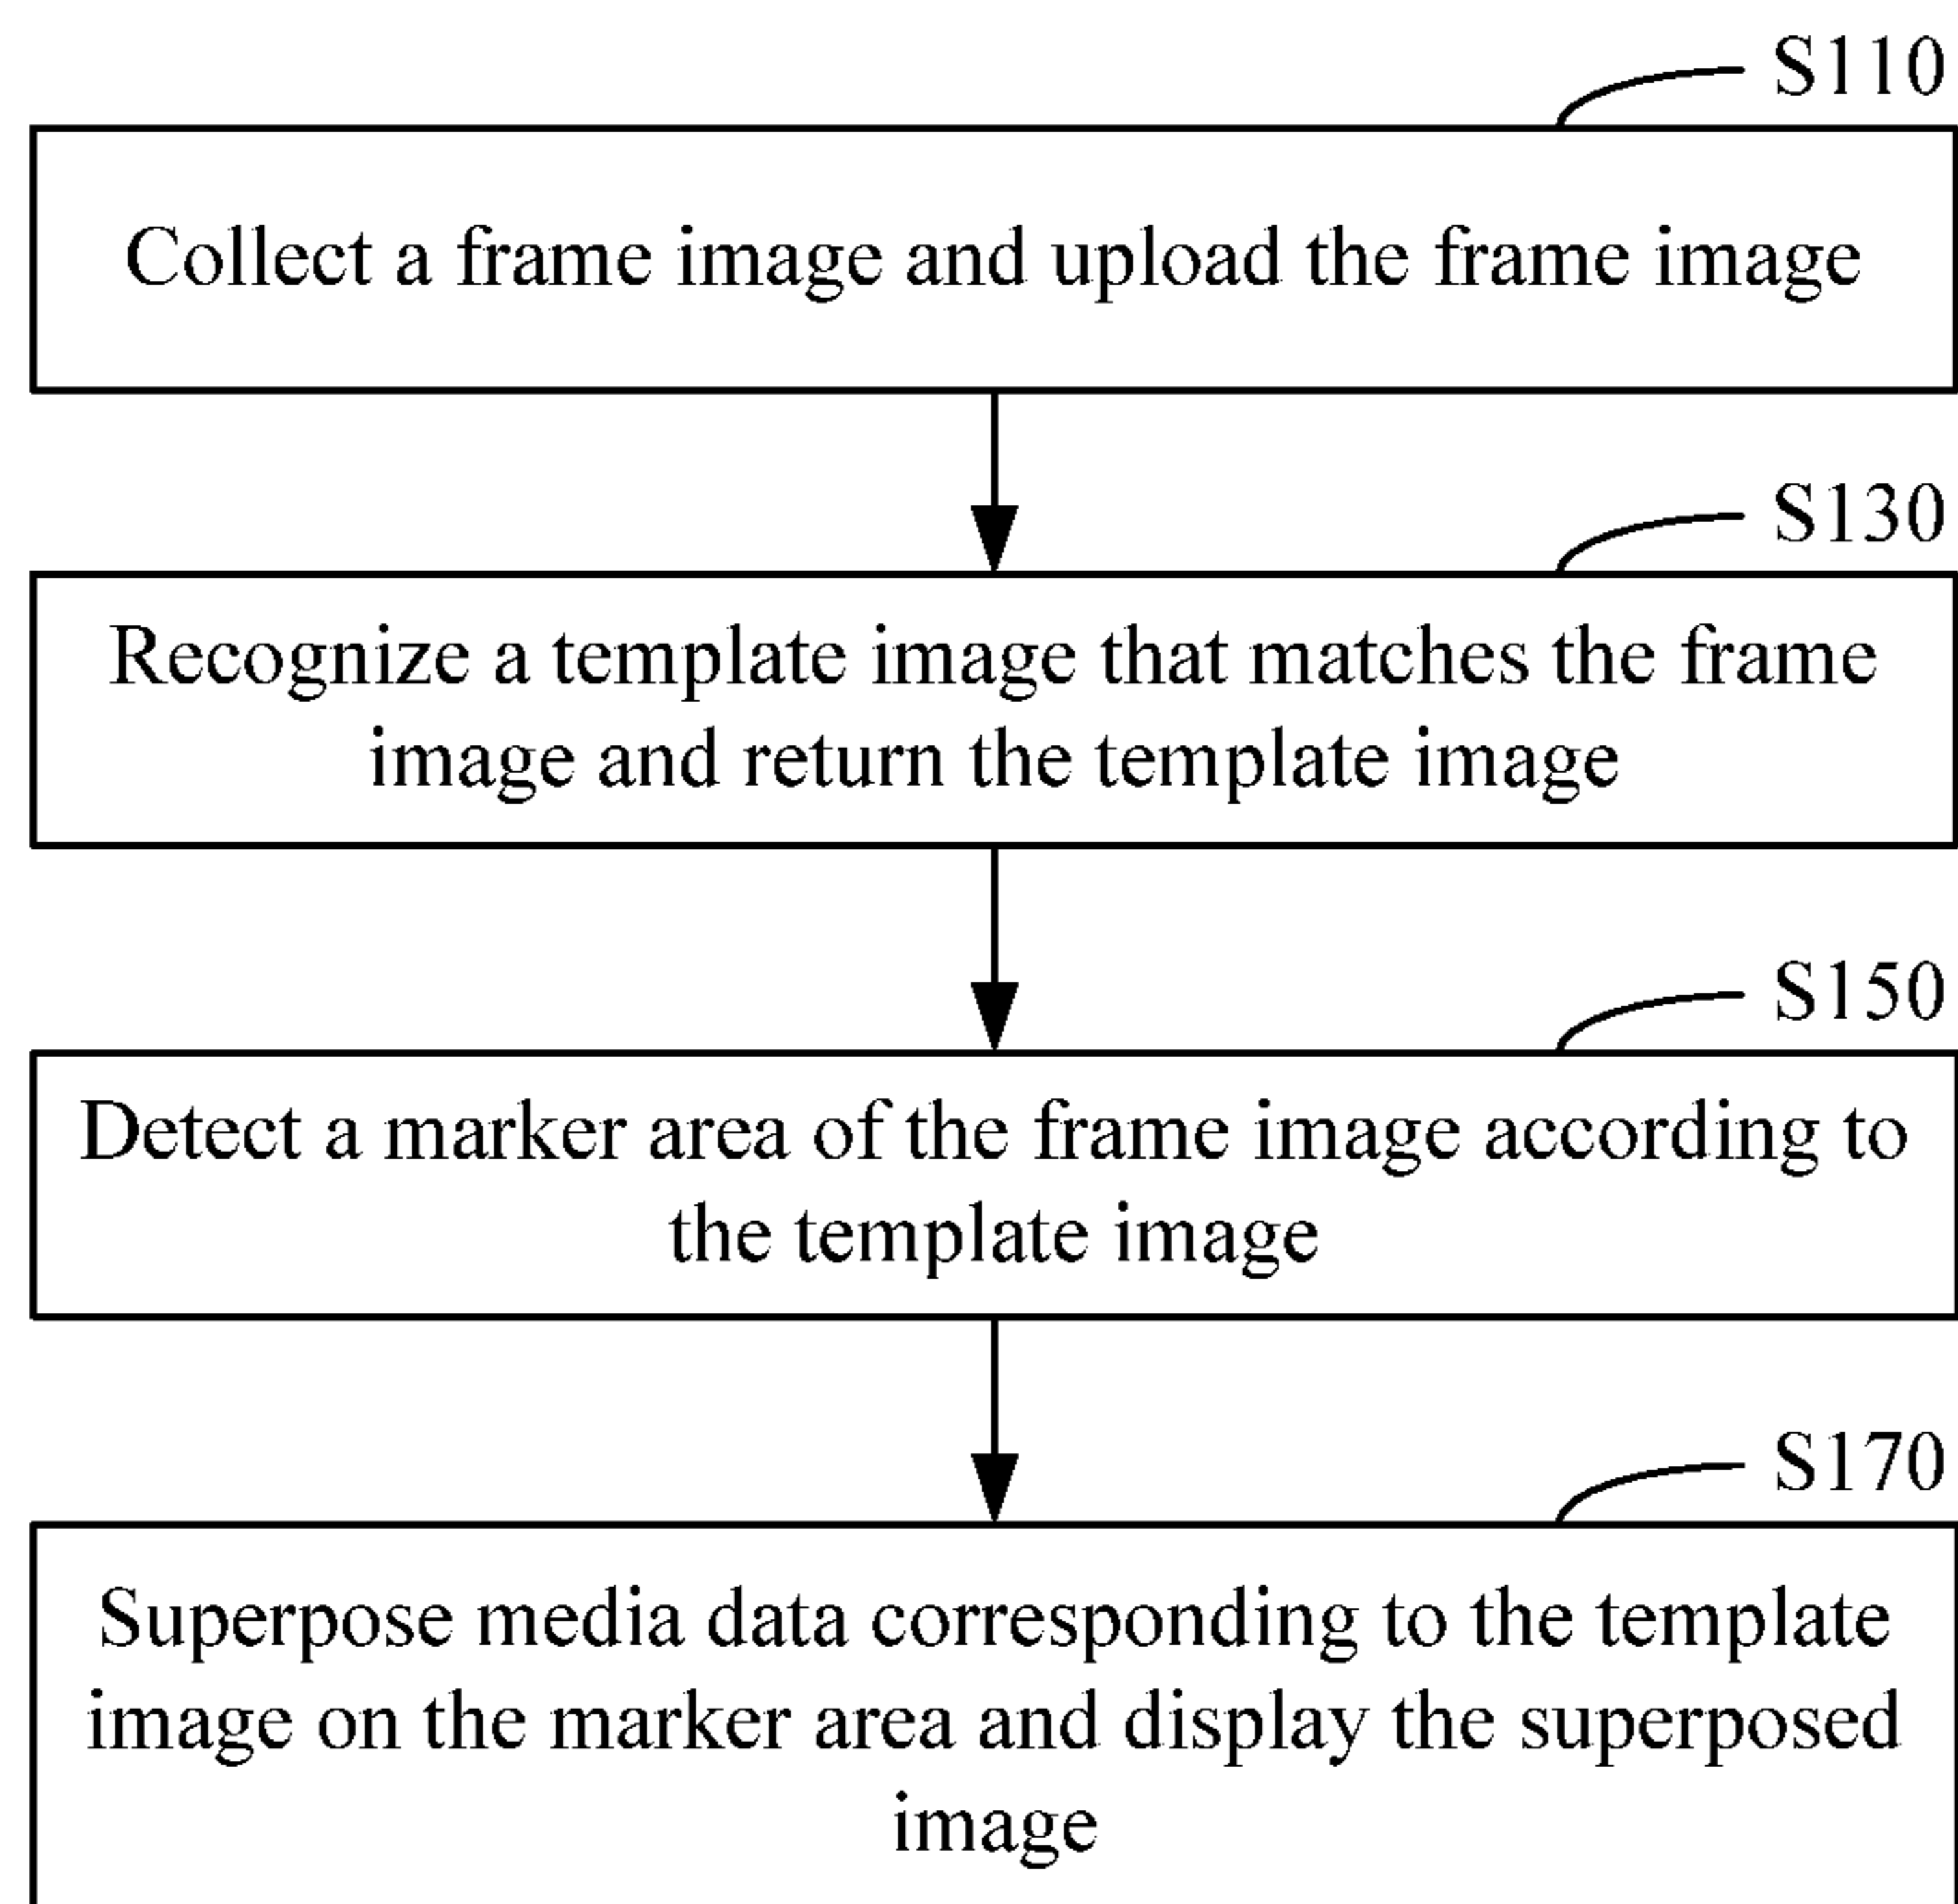 S110
Collect a frame image and upload the frame image
S130
Recognize a template image that matches the frame
image and return the template image
S150
Detect a marker area of the frame image according to
the template image
S170
Superpose media data corresponding to the template
image on the marker area and display the superposed
image